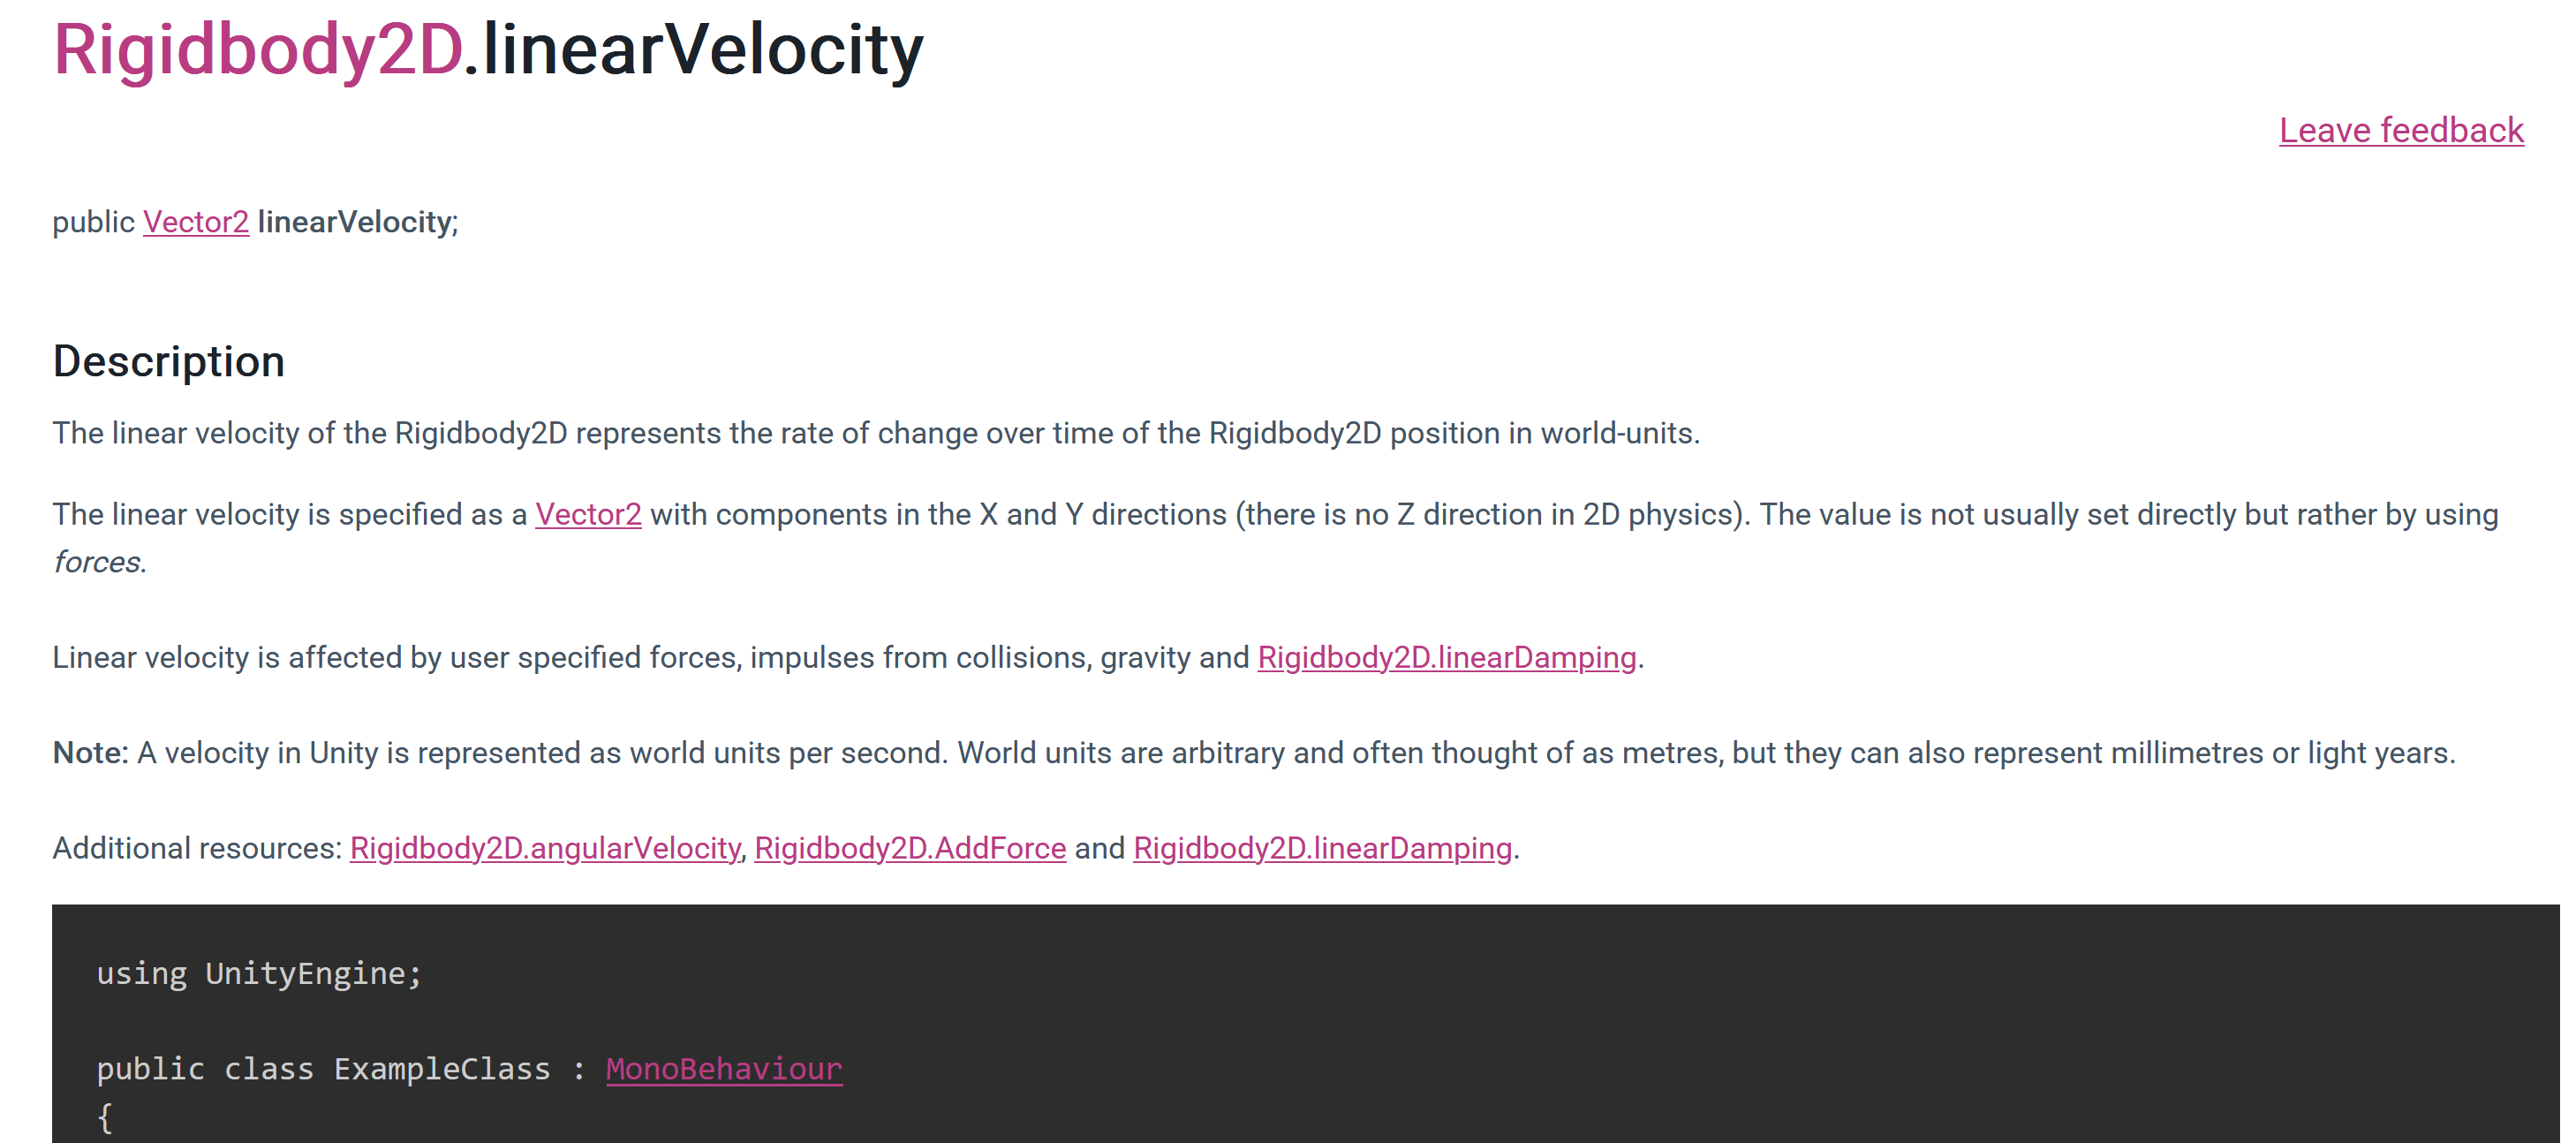 Rigidbody2D.linearVelocity
Leave feedback
public Vector2 linearVelocity;
Description
The linear velocity of the Rigidbody2D represents the rate of change over time of the Rigidbody2D position in world-units.
The linear velocity is specified as a Vector2 with components in the X and Y directions (there is no Z direction in 2D physics). The value is not usually set directly but rather by using
forces.
Linear velocity is affected by user specified forces, impulses from collisions, gravity and Rigidbody2D.linearDamping.
Note: A velocity in Unity is represented as world units per second. World units are arbitrary and often thought of as metres, but they can also represent millimetres or light years.
Additional resources: Rigidbody2D.angularVelocity, Rigidbody2D.AddForce and Rigidbody2D.linearDamping.
using UnityEngine;
public class ExampleClass : MonoBehaviour
{